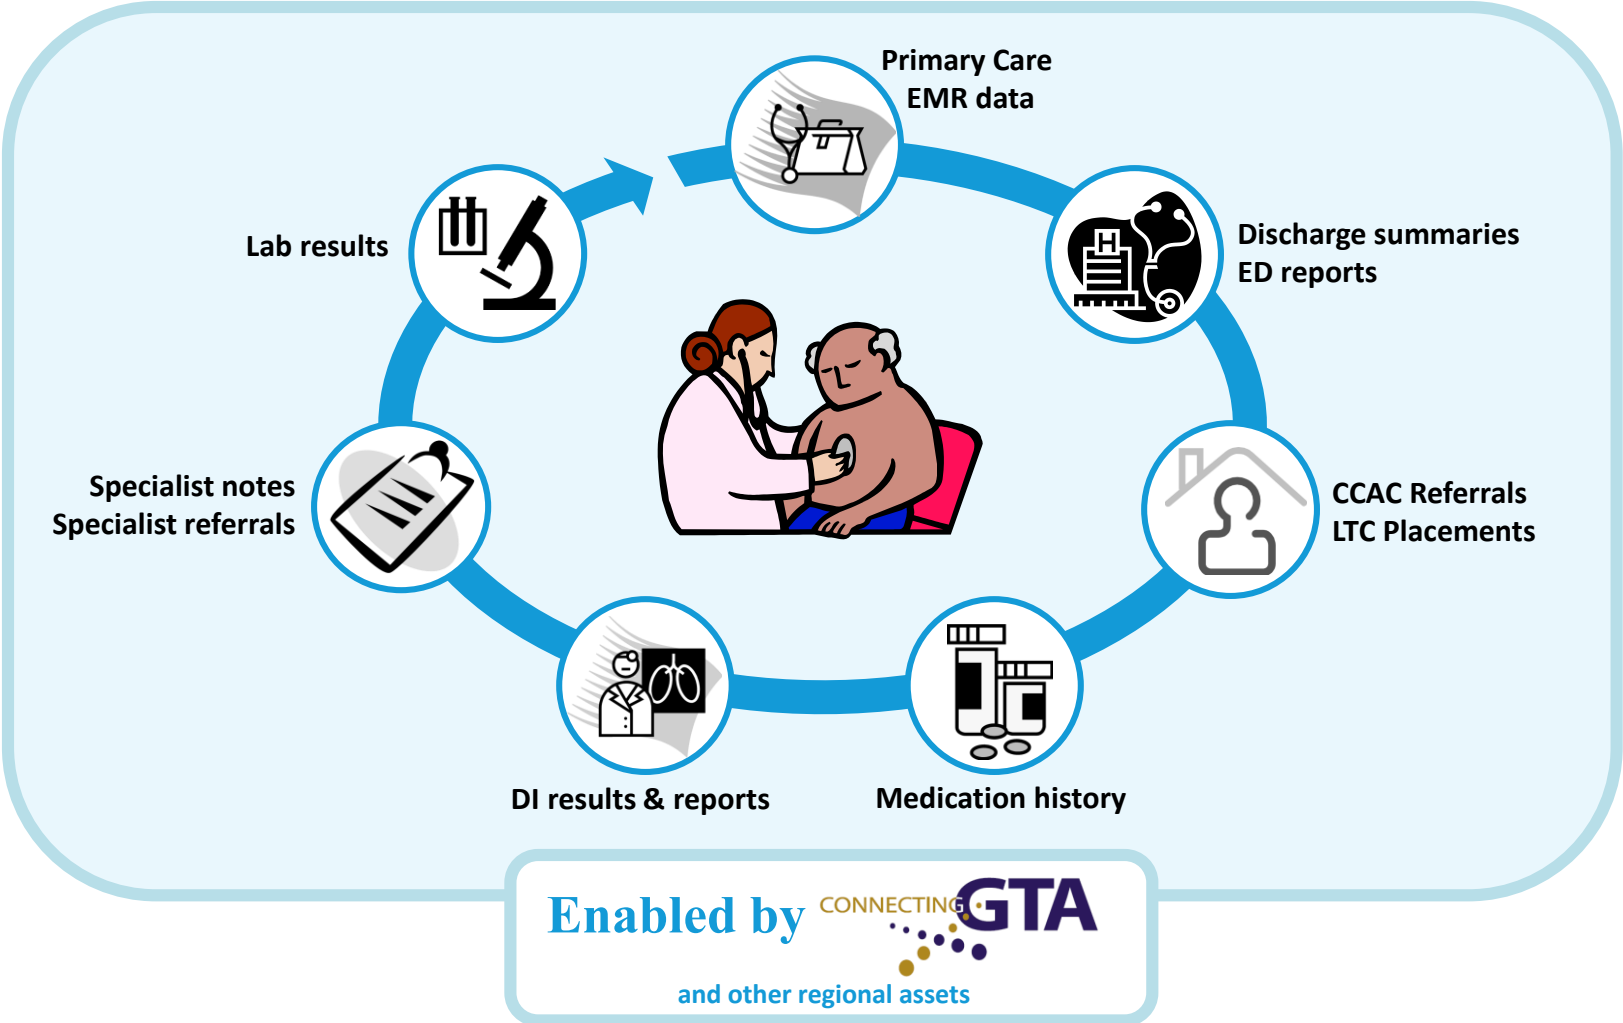 Primary Care
EMR data
Discharge summaries
ED reports
H
Lab results
Specialist notes
Specialist referrals
CCAC Referrals
LTC Placements
DI results & reports
Medication history
Enabled by CONNECTING GTA
and other regional assets